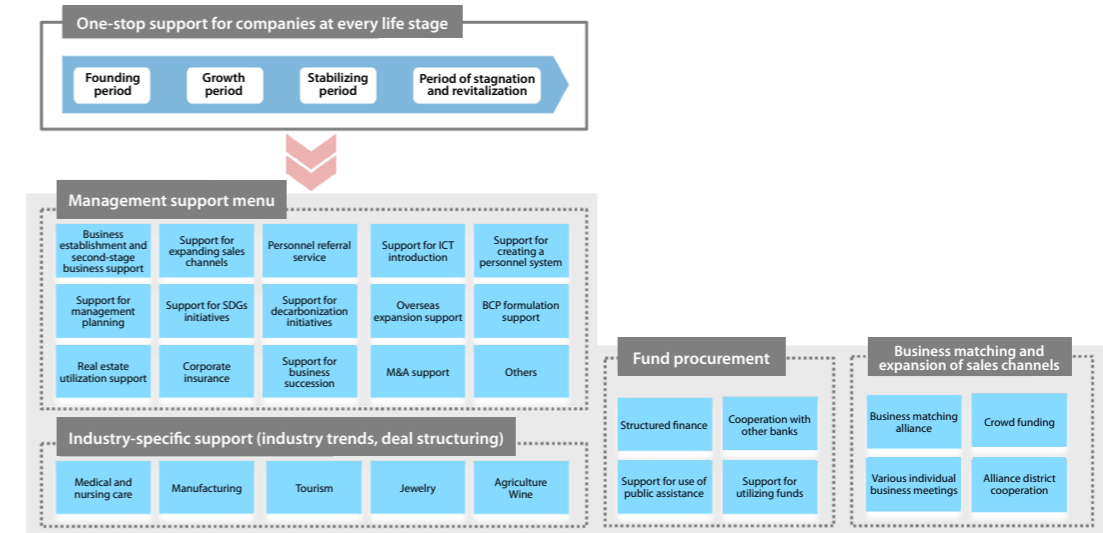 One-stop support for companies at every life stage
Founding
period
Growth
period
Stabilizing
period
Period of stagnation
and revitalization
Management support menu
Business
establishment and
second-stage
business support
Support for
expanding sales
channels
Personnel referral
service
Support for ICT
introduction
Support for
creating a
personnel system
Support for
management
planning
Support for SDGs
initiatives
Support for
decarbonization
initiatives
Overseas
expansion support
BCP formulation
support
Real estate
utilization support
Corporate
insurance
Support for
business
succession
M&A support
Others
Industry-specific support (industry trends, deal structuring)
Medical and
nursing care
Manufacturing
Tourism
Jewelry
Agriculture
Wine
Fund procurement
Structured finance
Cooperation with
other banks
Support for use of
public assistance
Support for
utilizing funds
Business matching and
expansion of sales channels
Business matching
alliance
Crowd funding
Various individual
business meetings
Alliance district
cooperation